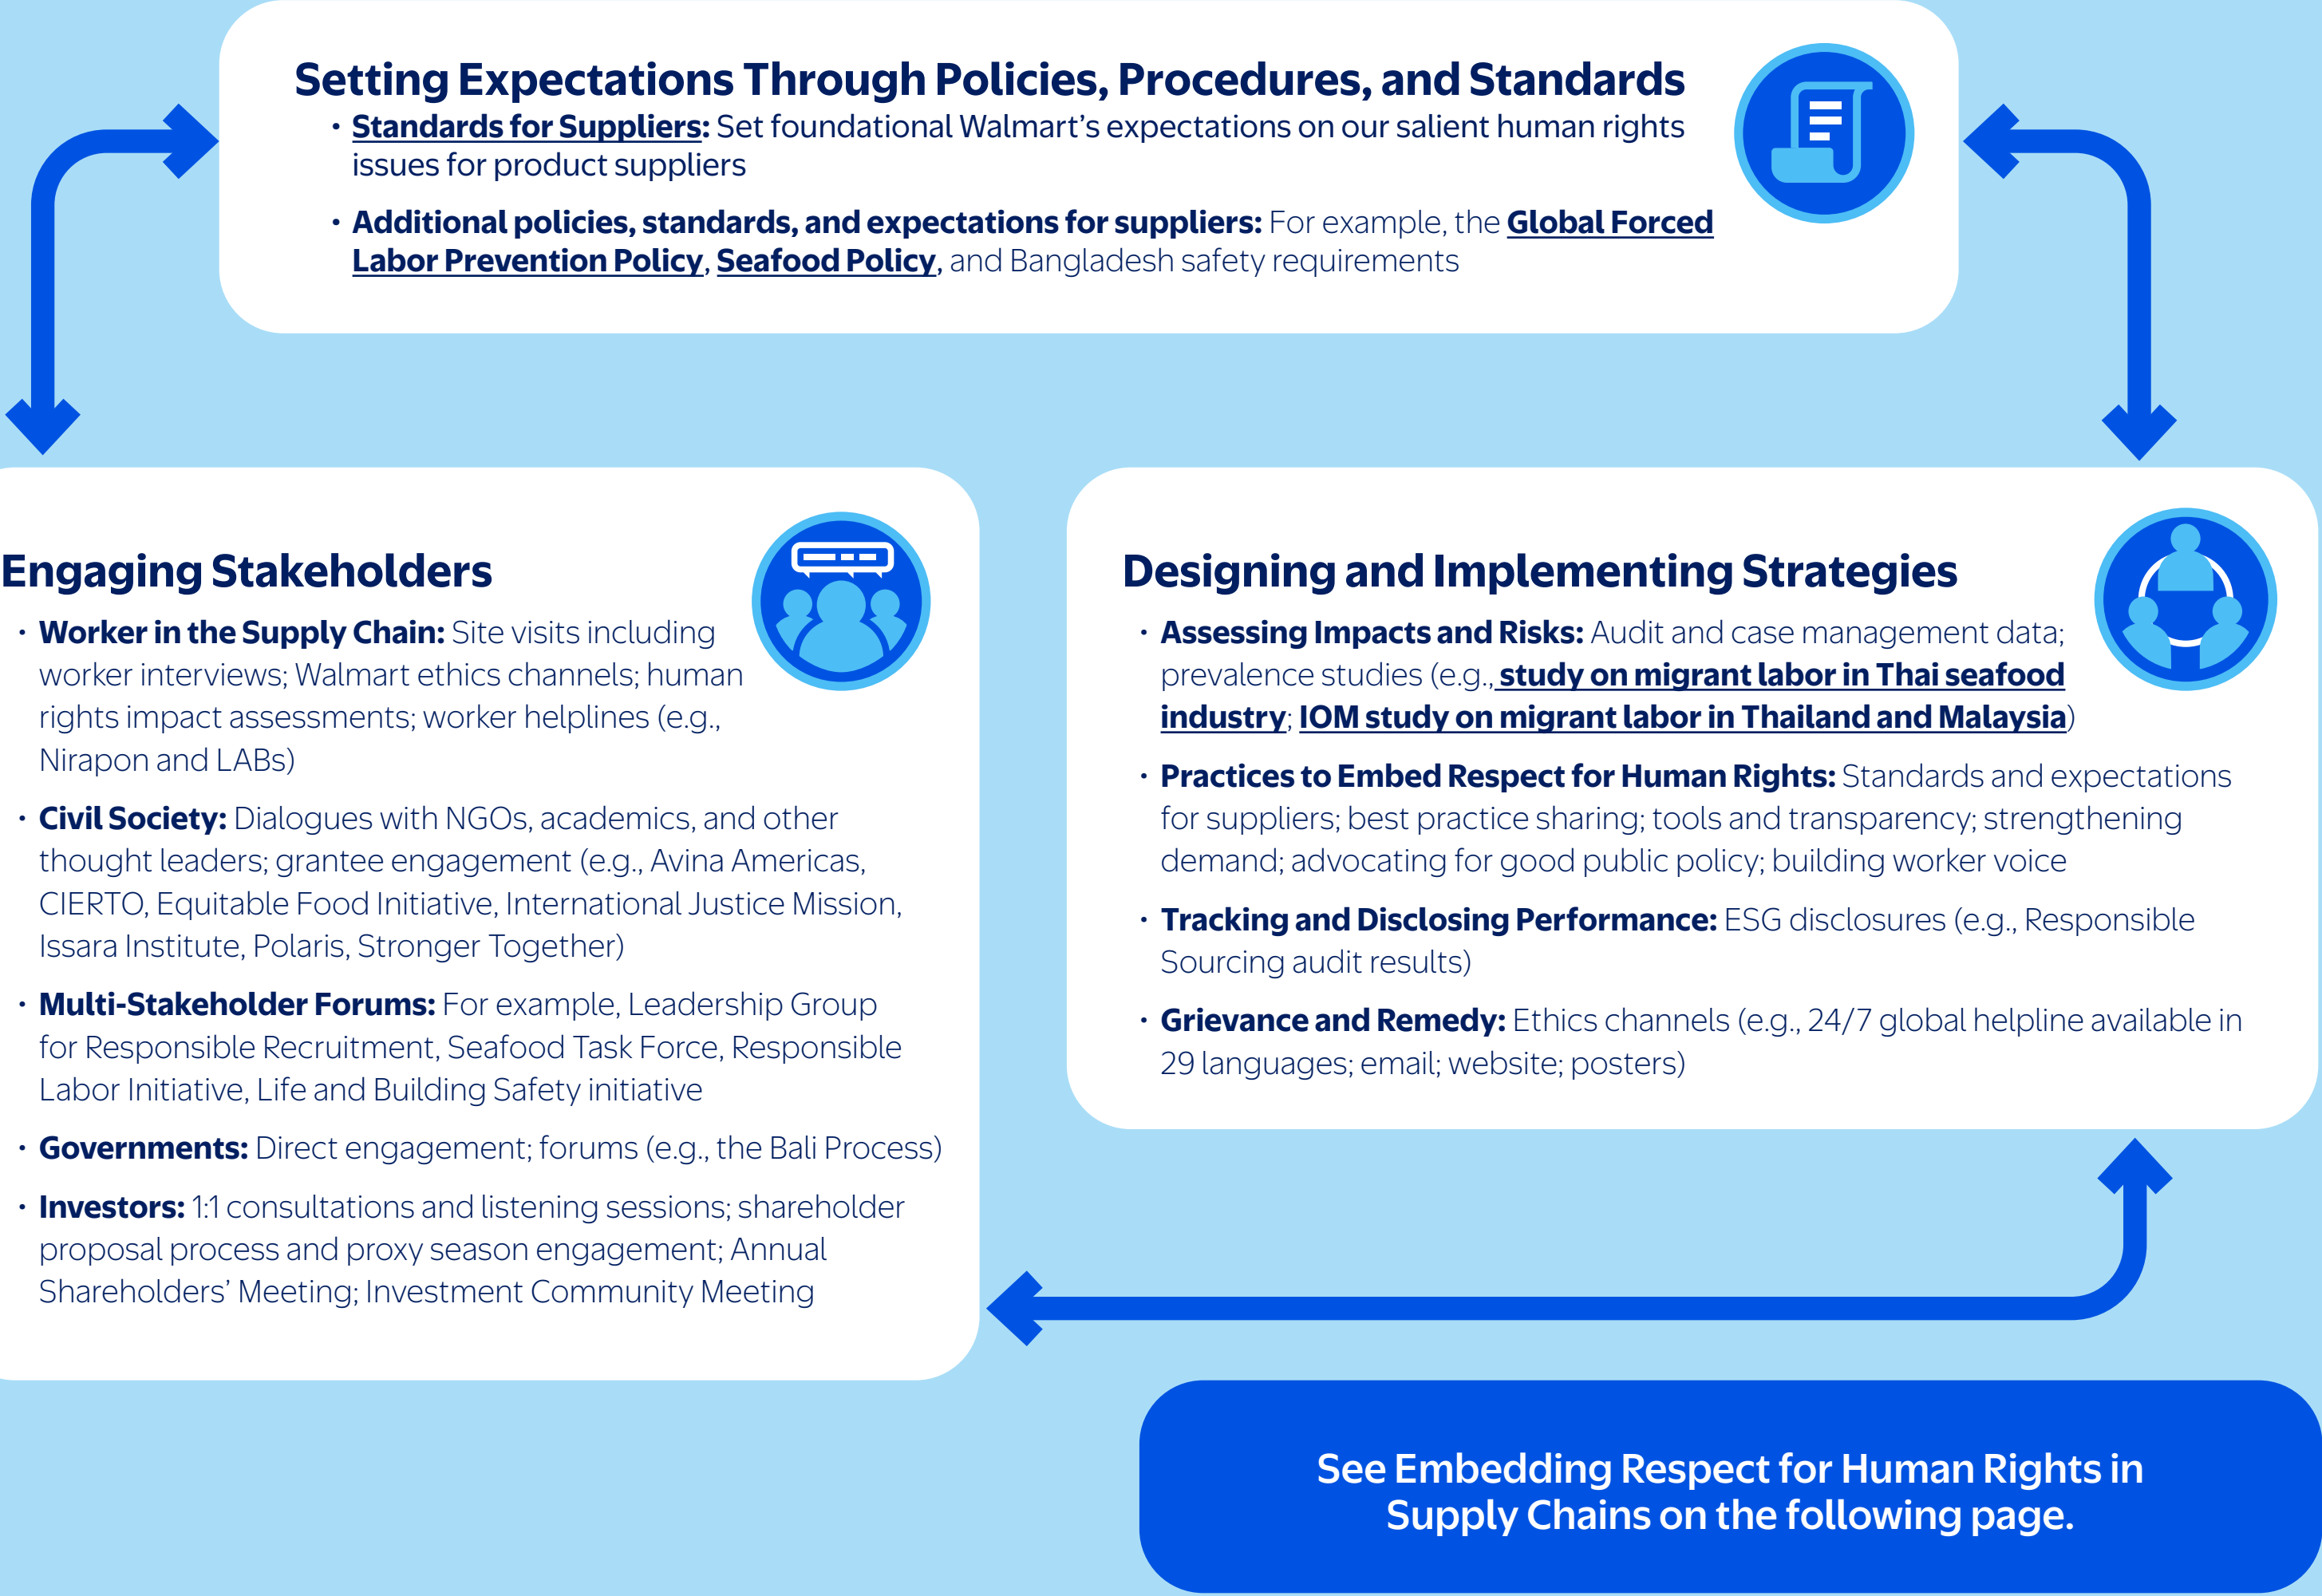 Setting Expectations Through Policies, Procedures, and Standards
• Standards for Suppliers: Set foundational Walmart’s expectations on our salient human rights
issues for product suppliers
• Additional policies, standards, and expectations for suppliers: For example, the Global Forced
Labor Prevention Policy, Seafood Policy, and Bangladesh safety requirements
Engaging Stakeholders
• Worker in the Supply Chain: Site visits including
worker interviews; Walmart ethics channels; human
rights impact assessments; worker helplines (e.g.,
Nirapon and LABs)
• Civil Society: Dialogues with NGOs, academics, and other
thought leaders; grantee engagement (e.g., Avina Americas,
CIERTO, Equitable Food Initiative, International Justice Mission,
Issara Institute, Polaris, Stronger Together)
• Multi-Stakeholder Forums: For example, Leadership Group
for Responsible Recruitment, Seafood Task Force, Responsible
Labor Initiative, Life and Building Safety initiative
• Governments: Direct engagement; forums (e.g., the Bali Process)
• Investors: 1:1 consultations and listening sessions; shareholder
proposal process and proxy season engagement; Annual
Shareholders’ Meeting; Investment Community Meeting
Designing and Implementing Strategies
• Assessing Impacts and Risks: Audit and case management data;
prevalence studies (e.g., study on migrant labor in Thai seafood
industry; IOM study on migrant labor in Thailand and Malaysia)
• Practices to Embed Respect for Human Rights: Standards and expectations
for suppliers; best practice sharing; tools and transparency; strengthening
demand; advocating for good public policy; building worker voice
• Tracking and Disclosing Performance: ESG disclosures (e.g., Responsible
Sourcing audit results)
• Grievance and Remedy: Ethics channels (e.g., 24/7 global helpline available in
29 languages; email; website; posters)
See Embedding Respect for Human Rights in
Supply Chains on the following page.